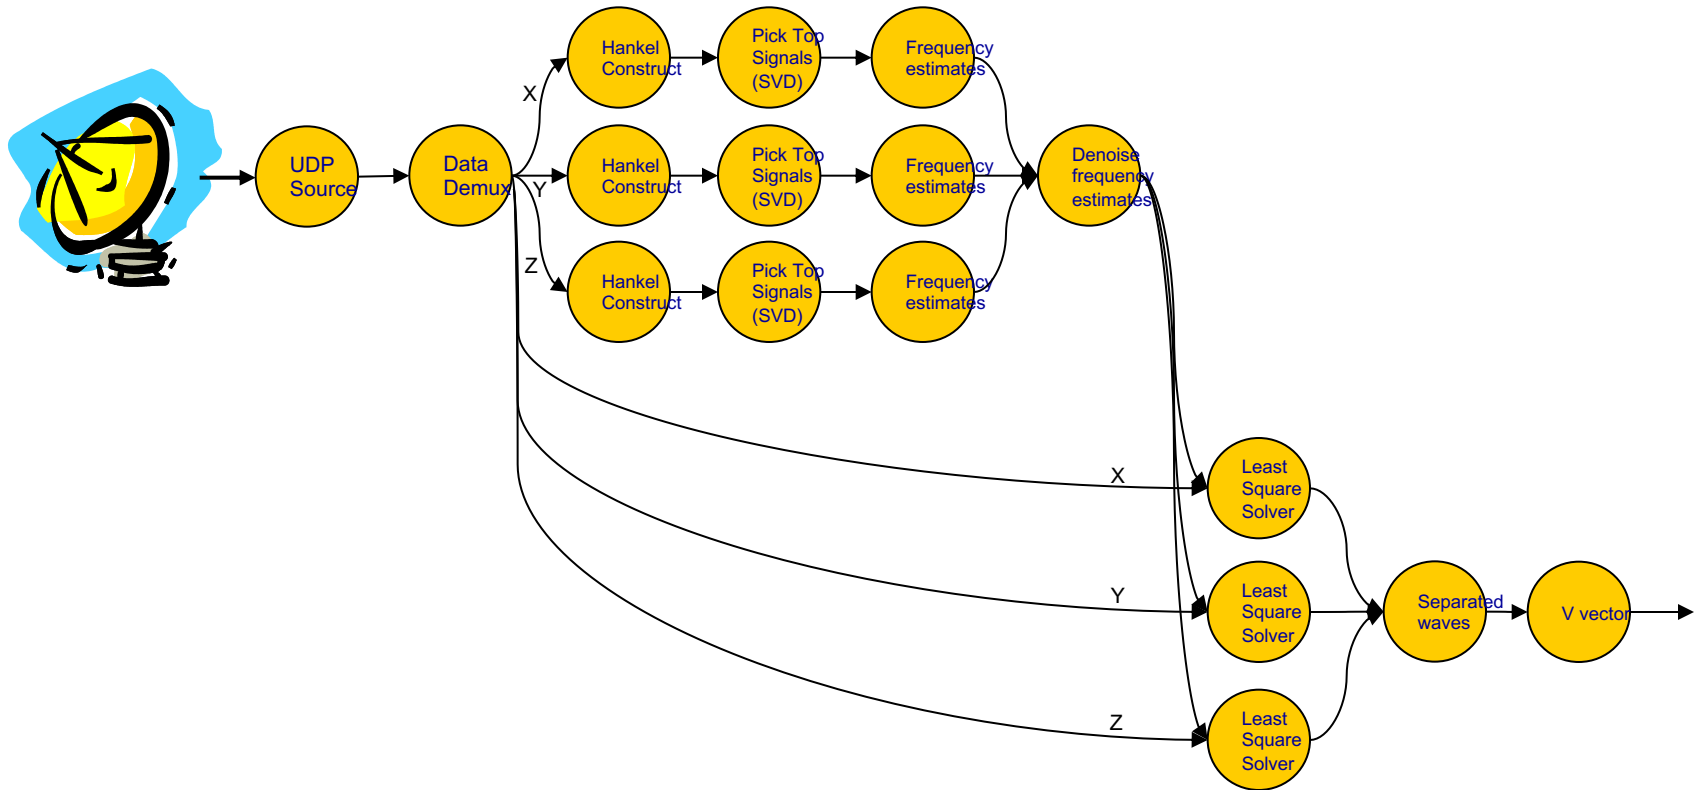 UDP
Source
Data
Demux
X
Y
Z
Hankel
Construct
Pick Top
Signals
(SVD)
Frequency
estimates
Hankel
Construct
Pick Top
Signals
(SVD)
Frequency
estimates
Hankel
Construct
Pick Top
Signals
(SVD)
Frequency
estimates
Denoise
frequency
estimates
X
Least
Square
Solver
Y
Least
Square
Solver
Z
Least
Square
Solver
Separated
waves
V vector